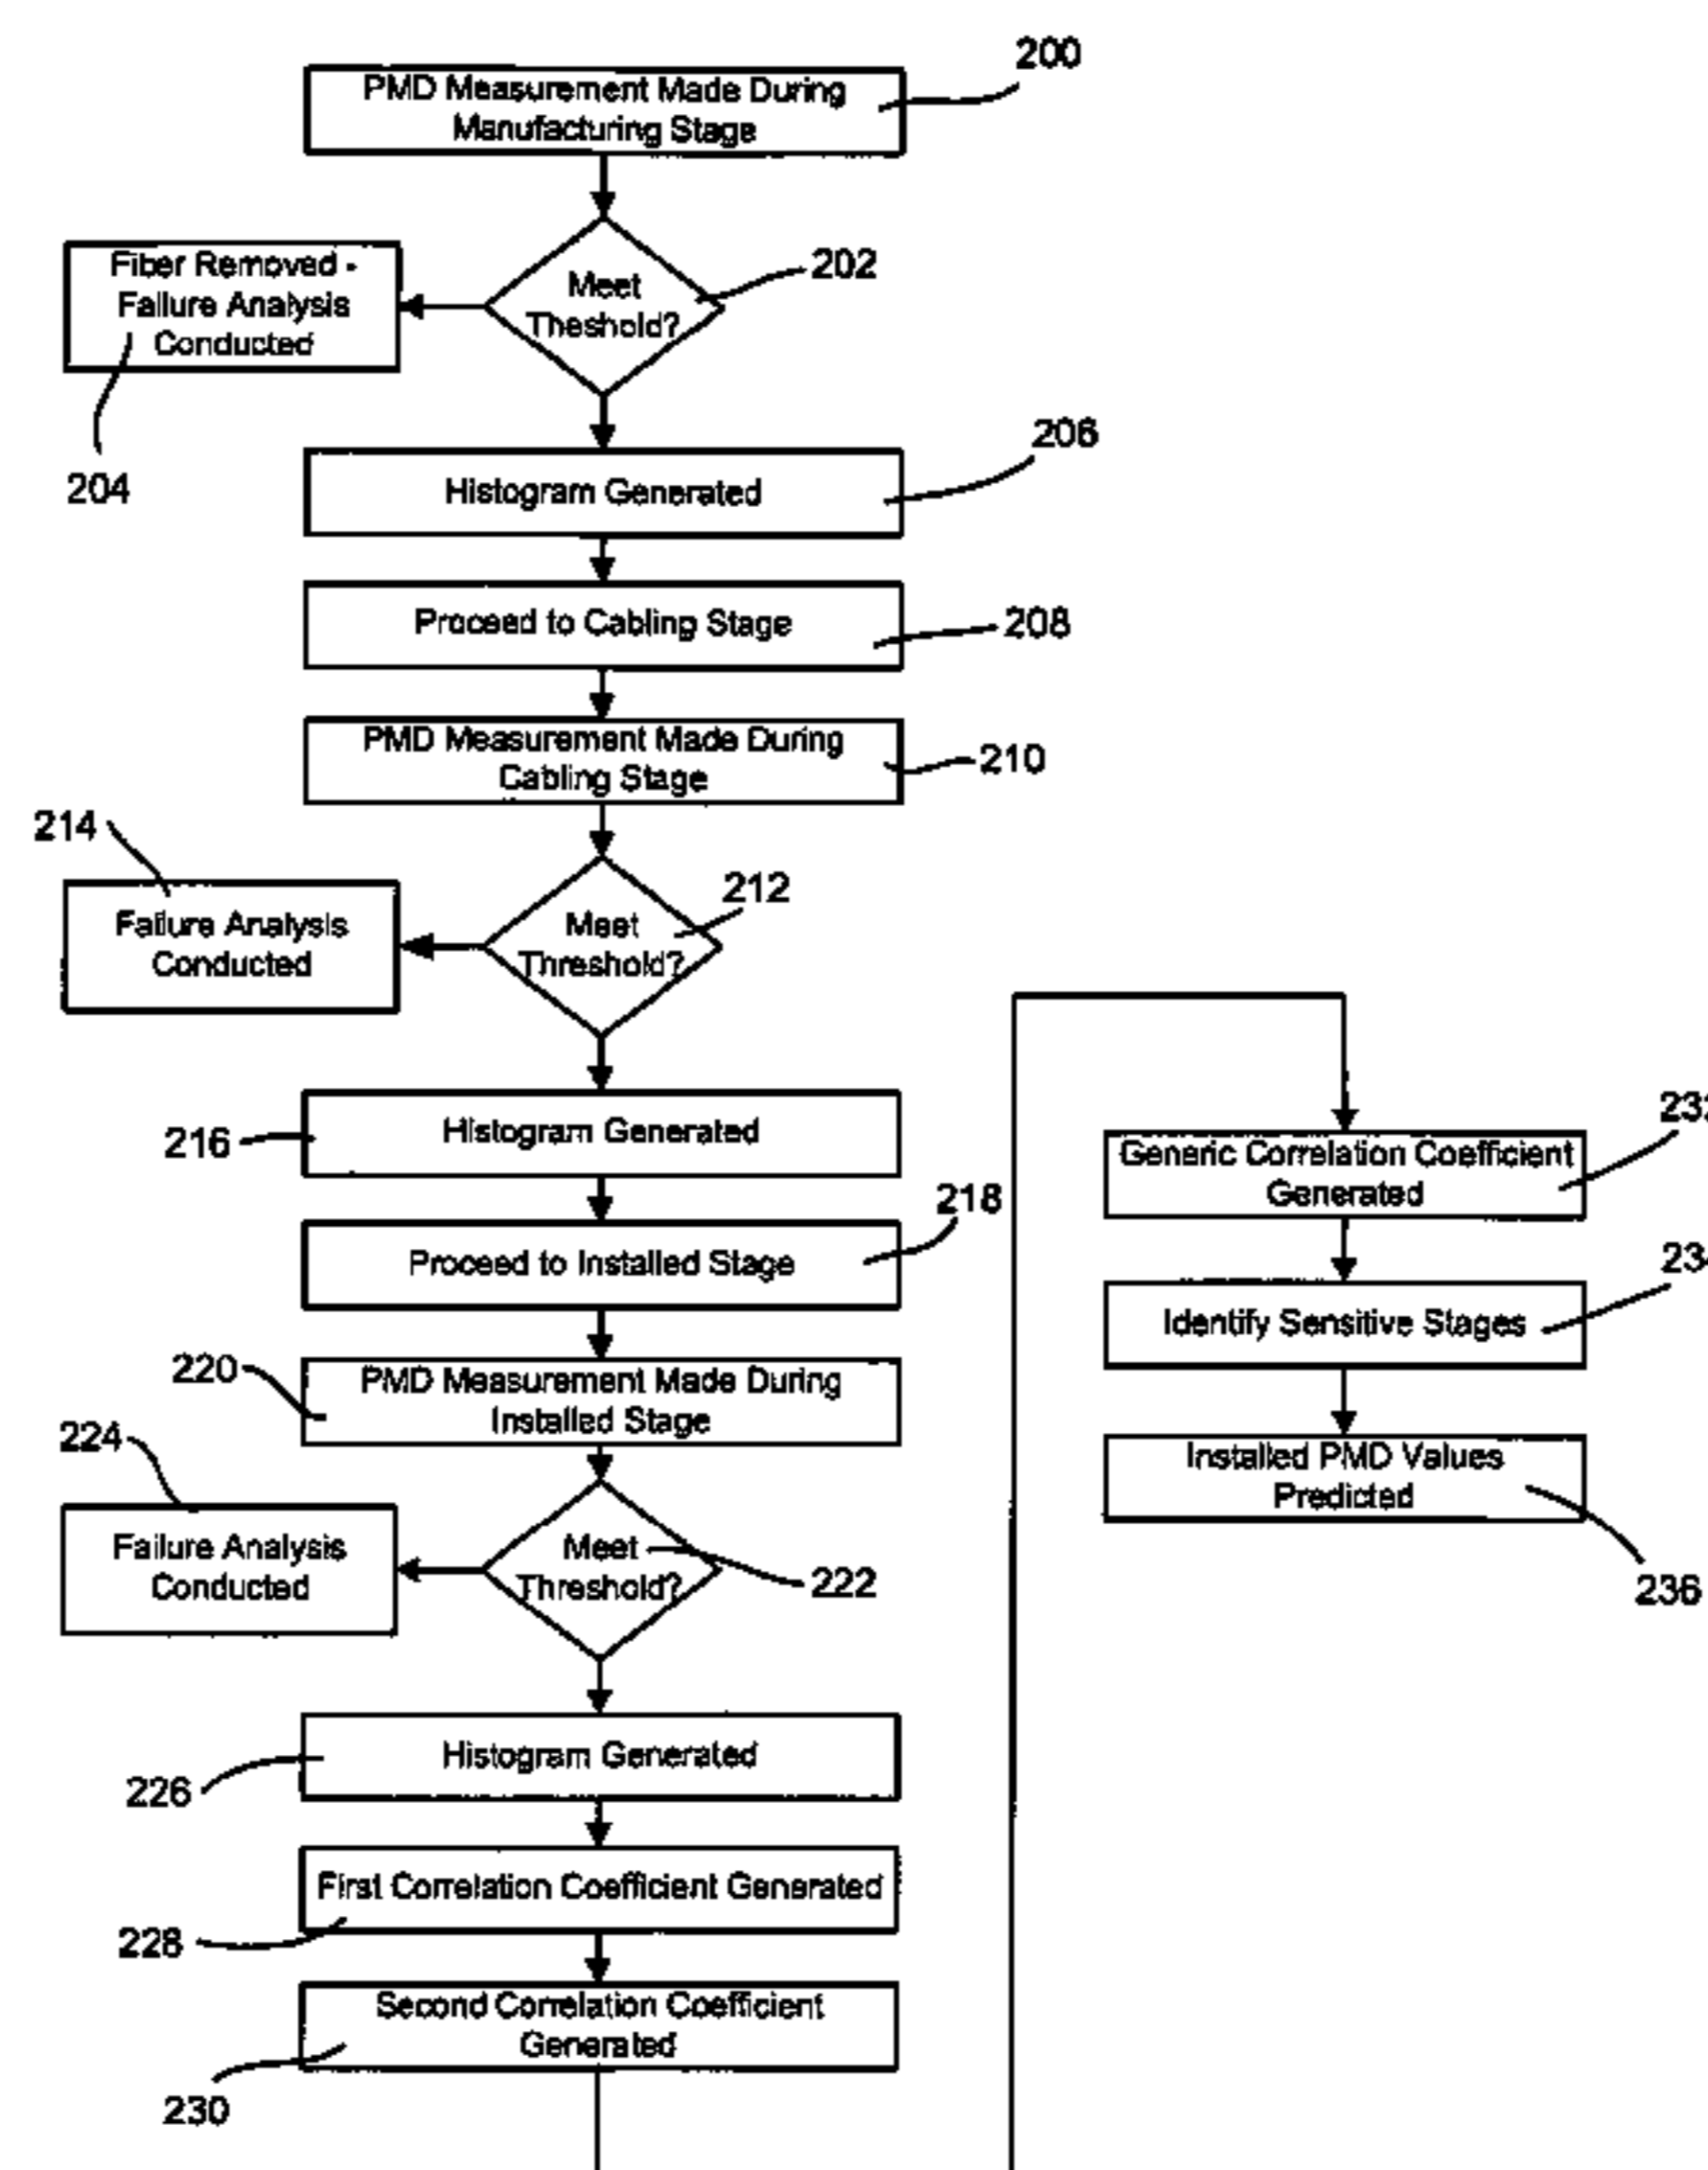 200
PMD Measurement Made During
Manufacturing Stage
202
Meet
Theshold?
Fiber Removed -
Failure Analysis
Conducted
204
206
Histogram Generated
Proceed to Cabling Stage
208
PMD Measurement Made During
Cabling Stage
210
214
212
Meet
Threshold?
Failure Analysis
Conducted
216
Histogram Generated
218
Proceed to Installed Stage
220
PMD Measurement Made During
Installed Stage
224
Meet
Threshold?
222
Failure Analysis
Conducted
Histogram Generated
226
First Correlation Coefficient Generated
228
Second Correlation Coefficient
Generated
230
Generic Correlation Coefficient
Generated
Identify Sensitive Stages
Installed PMD Values
Predicted
236